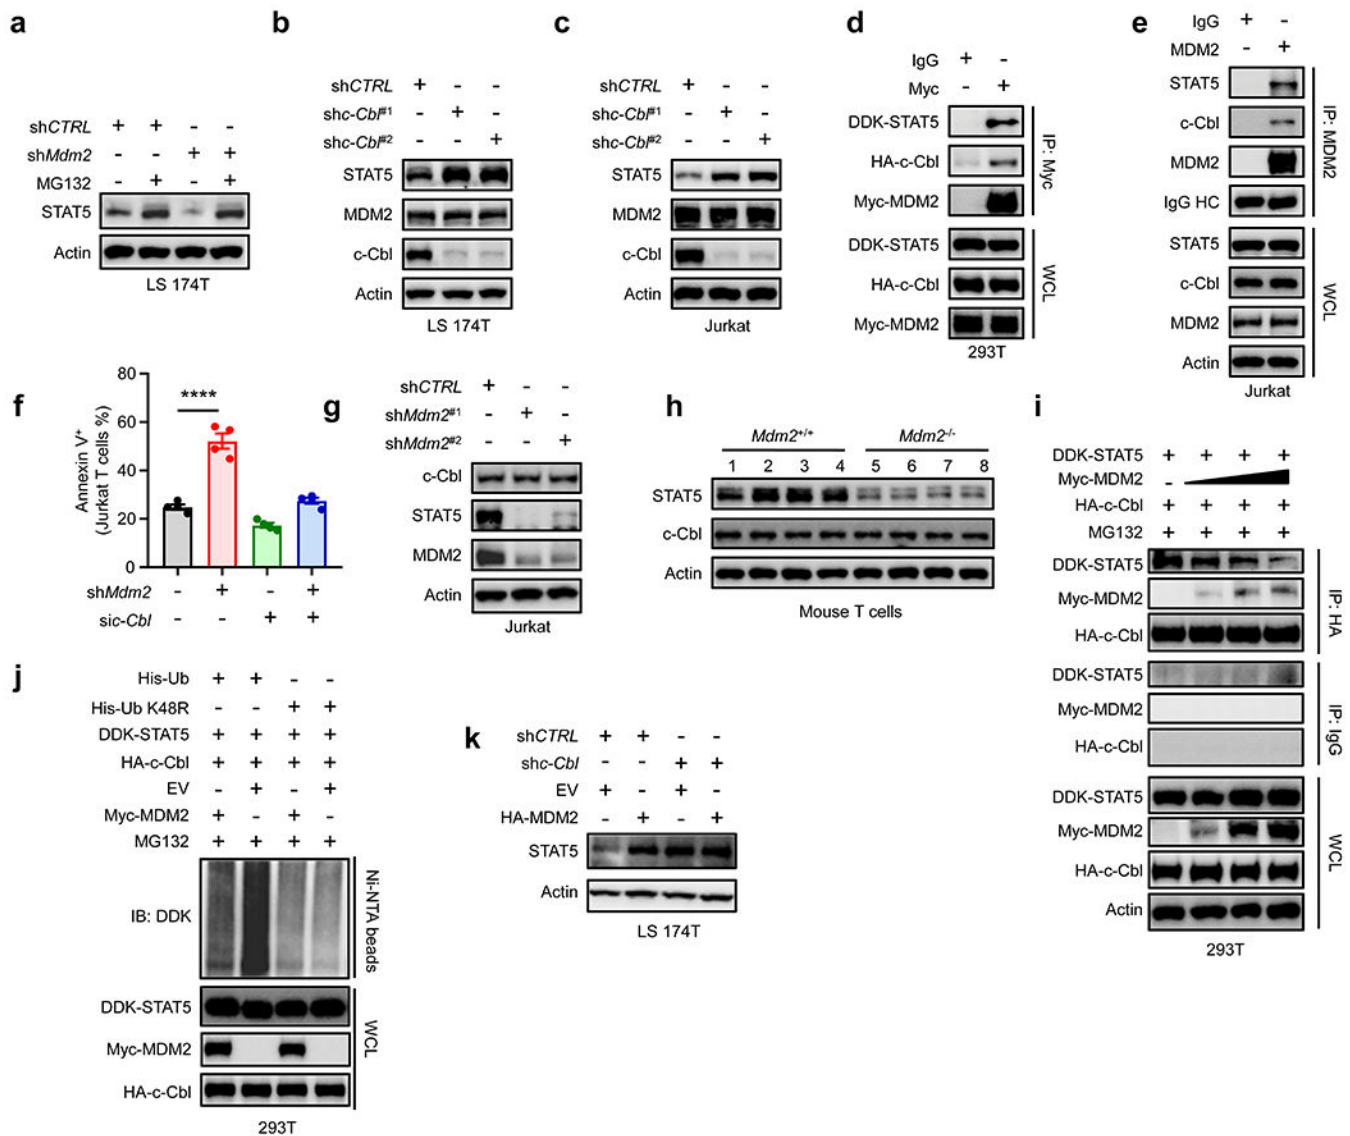 a
shCTRL + + - -
shMdm2 - - + +
MG132 - + - +
STAT5
Actin
LS 174T
b
shCTRL + - -
shc-Cbl#1 - + -
shc-Cbl#2 - - +
STAT5
MDM2
c-Cbl
Actin
LS 174T
c
shCTRL + - -
shc-Cbl#1 - + -
shc-Cbl#2 - - +
STAT5
MDM2
c-Cbl
Actin
Jurkat
d
IgG + -
Myc - +
DDK-STAT5
HA-c-Cbl
Myc-MDM2
IP: Myc
DDK-STAT5
HA-c-Cbl
Myc-MDM2
WCL
293T
e
IgG + -
MDM2 - +
STAT5
c-Cbl
MDM2
IgG HC
IP: MDM2
STAT5
c-Cbl
MDM2
Actin
WCL
Jurkat
f
Annexin V+
(Jurkat T cells %)
80
60
40
20
0
****
shMdm2 - + - +
sic-Cbl - - + +
g
shCTRL + - -
shMdm2#1 - + -
shMdm2#2 - - +
c-Cbl
STAT5
MDM2
Actin
Jurkat
h
Mdm2+/+ Mdm2-/-
1 2 3 4 5 6 7 8
STAT5
c-Cbl
Actin
Mouse T cells
i
DDK-STAT5 + + + +
Myc-MDM2 -
HA-c-Cbl + + + +
MG132 + + + +
DDK-STAT5
Myc-MDM2
HA-c-Cbl
IP: HA
DDK-STAT5
Myc-MDM2
HA-c-Cbl
IP: IgG
DDK-STAT5
Myc-MDM2
HA-c-Cbl
Actin
WCL
293T
j
His-Ub + + - -
His-Ub K48R - - + +
DDK-STAT5 + + + +
HA-c-Cbl + + + +
EV - + - +
Myc-MDM2 + - + -
MG132 + + + +
IB: DDK
Ni-NTA beads
DDK-STAT5
Myc-MDM2
HA-c-Cbl
WCL
293T
k
shCTRL + + - -
shc-Cbl - - + +
EV + - + -
HA-MDM2 - + - +
STAT5
Actin
LS 174T